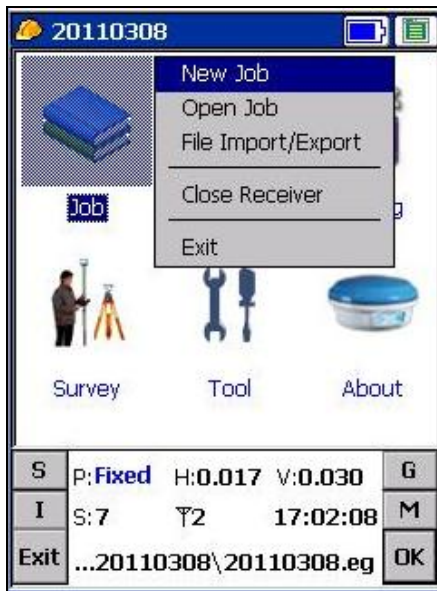 20110308
New Job
Open Job
File Import/Export
Close Receiver
Exit
Job
g
Survey
Tool
About
S
P:Fixed H:0.017 V:0.030
G
I
S:7 2 17:02:08
M
Exit
...20110308\20110308.eg
OK